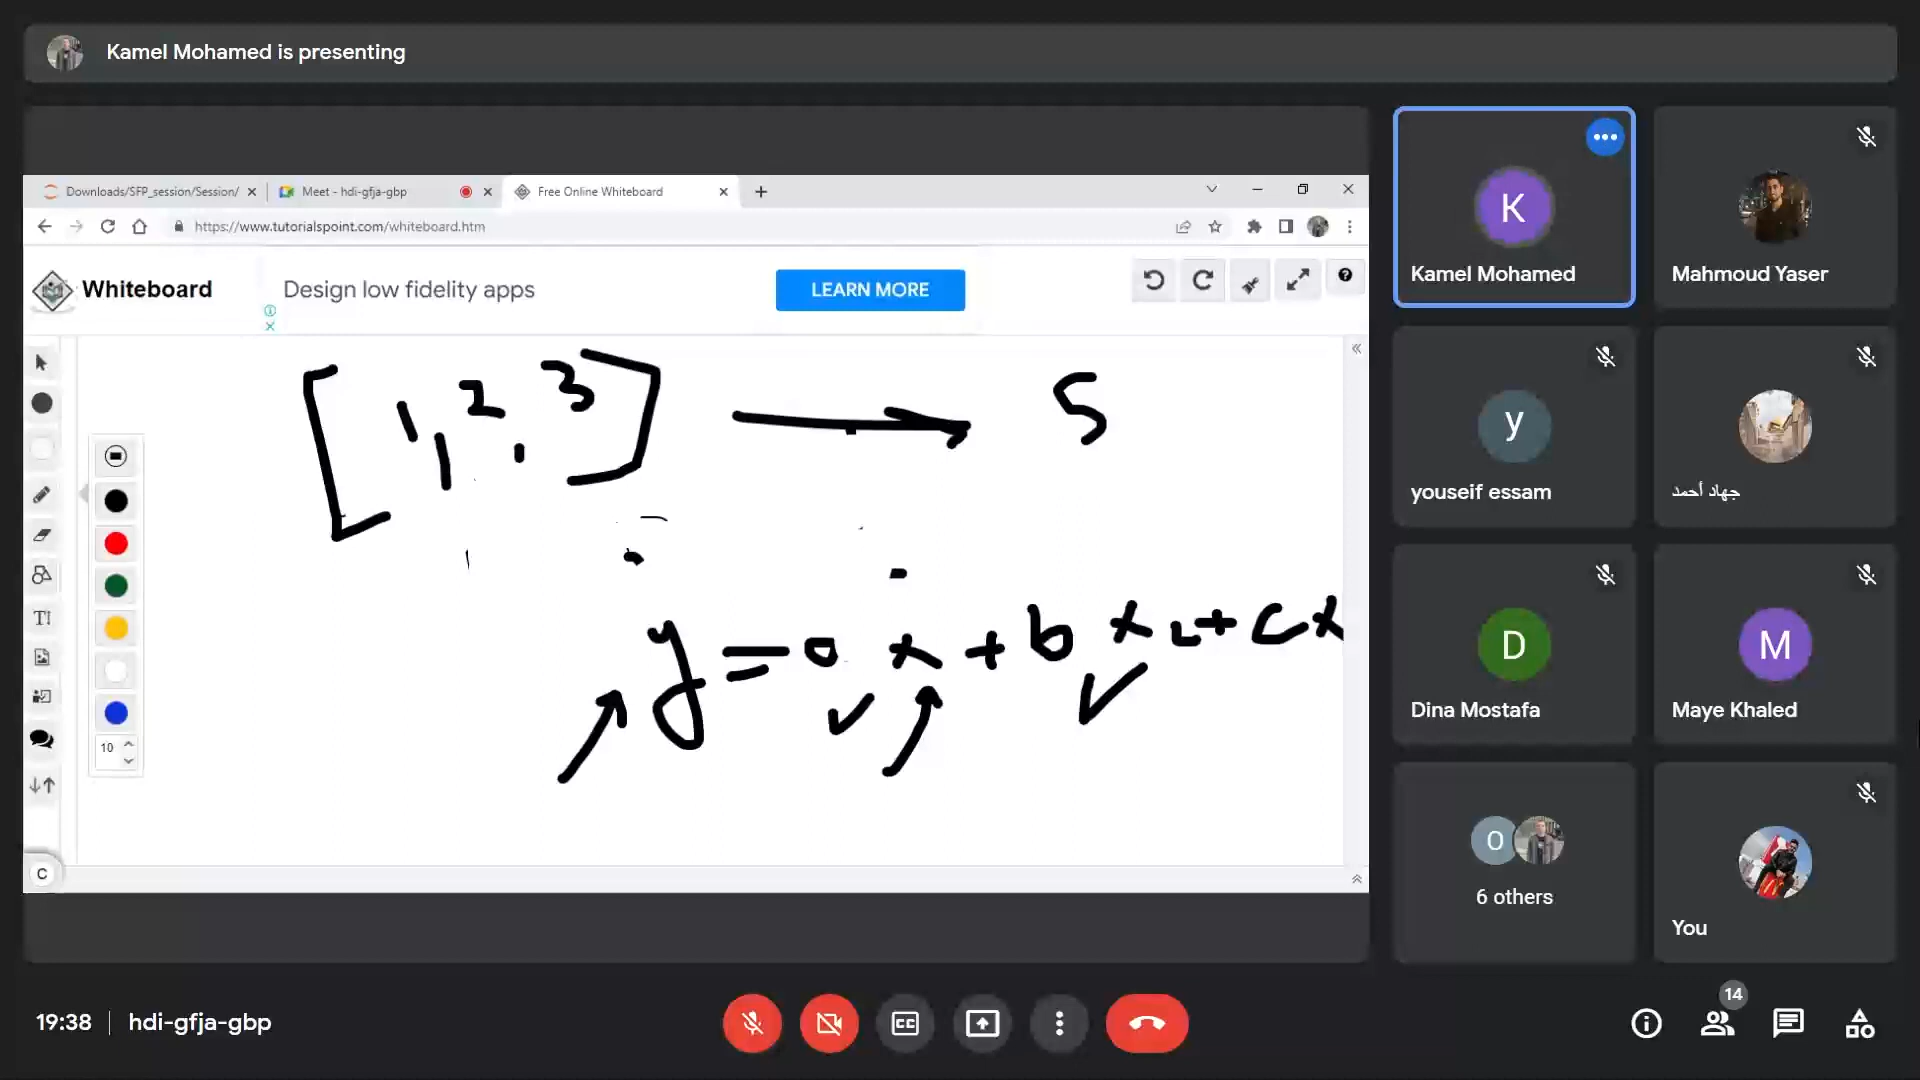 Kamel Mohamed is presenting
Downloads/SFP_session/Session/
Meet - hdi-gfja-gbp
Free Online Whiteboard
https://www.tutorialspoint.com/whiteboard.htm
Whiteboard
Design low fidelity apps
LEARN MORE
[1, 2, 3] → 5
y = a x + b x2 + c x
T
10
C
K
Kamel Mohamed
Mahmoud Yaser
y
youseif essam
جهاد أحمد
D
Dina Mostafa
M
Maye Khaled
O
6 others
You
19:38 | hdi-gfja-gbp
CC
14